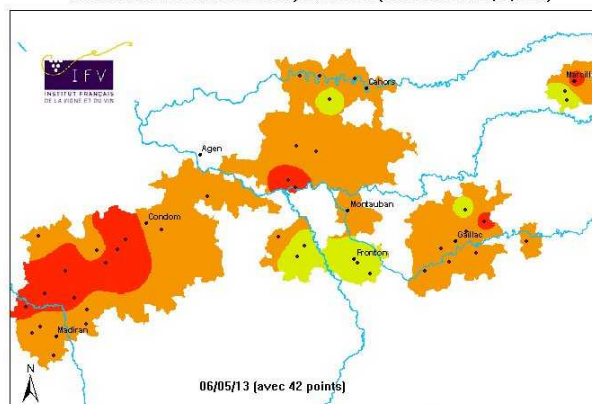 IFV
INSTITUT FRANÇAIS
DE LA VIGNE ET DU VIN
Cahors
Agen
Montauban
Condom
Gaillac
Fronton
Madiran
N
06/05/13 (avec 42 points)